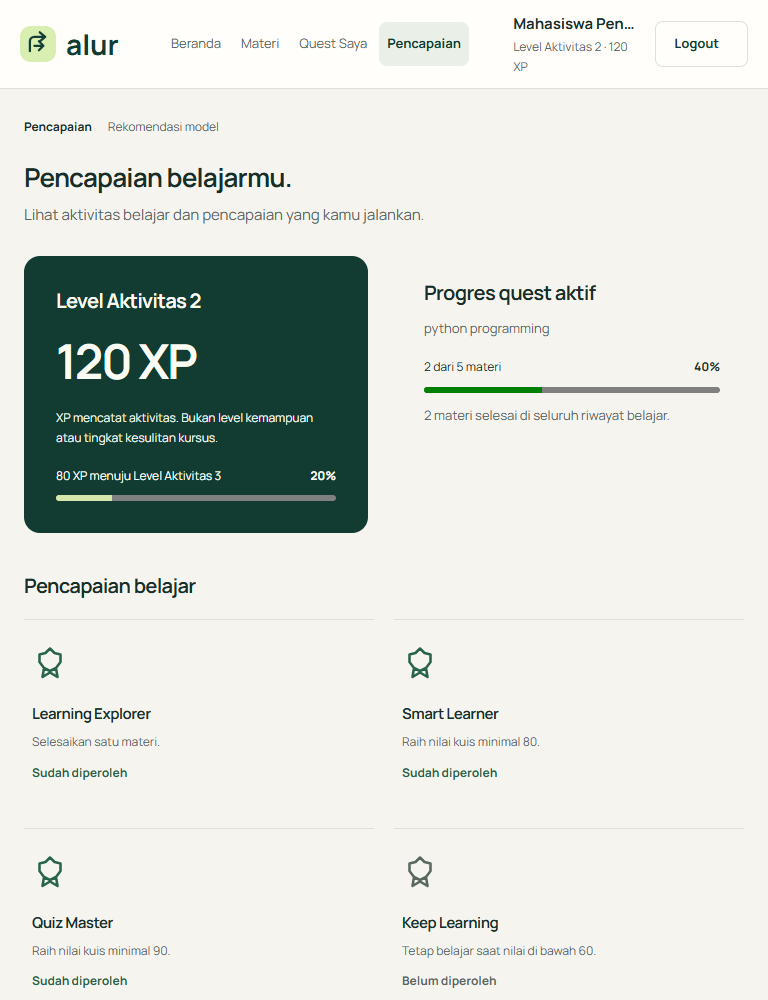 alur
Beranda
Materi
Quest Saya
Pencapaian
Mahasiswa Pen...
Level Aktivitas 2 · 120
XP
Logout
Pencapaian
Rekomendasi model
Pencapaian belajarmu.
Lihat aktivitas belajar dan pencapaian yang kamu jalankan.
Level Aktivitas 2
120 XP
XP mencatat aktivitas. Bukan level kemampuan
atau tingkat kesulitan kursus.
80 XP menuju Level Aktivitas 3
20%
Progres quest aktif
python programming
2 dari 5 materi
40%
2 materi selesai di seluruh riwayat belajar.
Pencapaian belajar
Learning Explorer
Selesaikan satu materi.
Sudah diperoleh
Smart Learner
Raih nilai kuis minimal 80.
Sudah diperoleh
Quiz Master
Raih nilai kuis minimal 90.
Sudah diperoleh
Keep Learning
Tetap belajar saat nilai di bawah 60.
Belum diperoleh